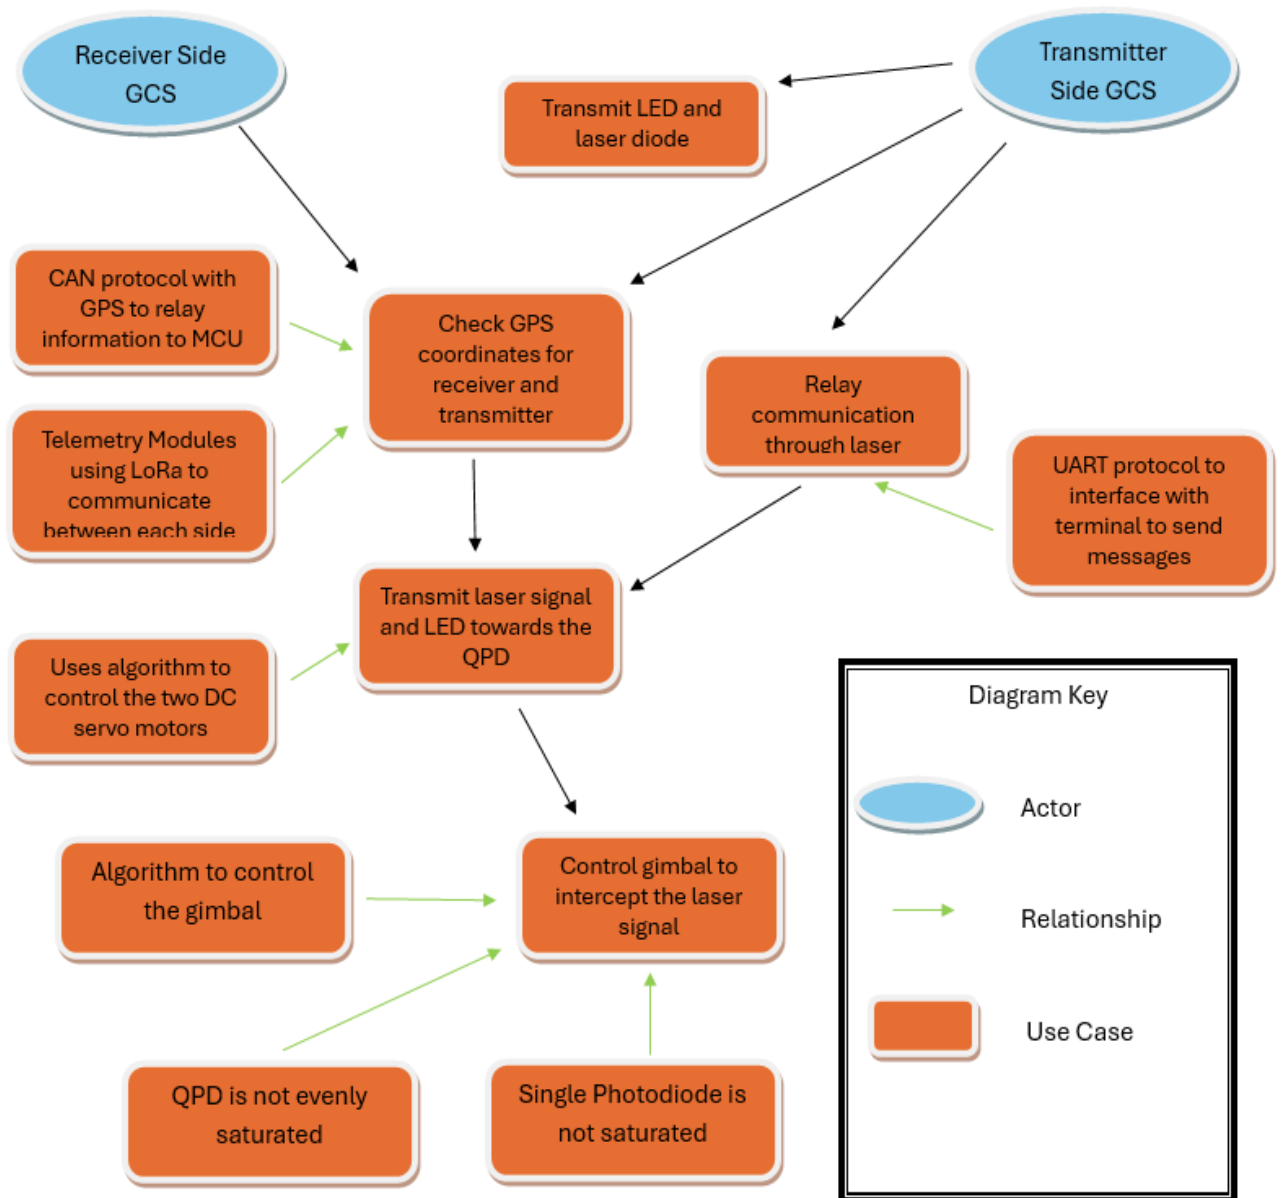 Receiver Side
GCS
Transmitter
Side GCS
Transmit LED and
laser diode
CAN protocol with
GPS to relay
information to MCU
Check GPS
coordinates for
receiver and
transmitter
Relay
communication
through laser
Telemetry Modules
using LoRa to
communicate
between each side
UART protocol to
interface with
terminal to send
messages
Transmit laser signal
and LED towards the
QPD
Uses algorithm to
control the two DC
servo motors
Diagram Key
Actor
Relationship
Use Case
Algorithm to control
the gimbal
Control gimbal to
intercept the laser
signal
QPD is not evenly
saturated
Single Photodiode is
not saturated